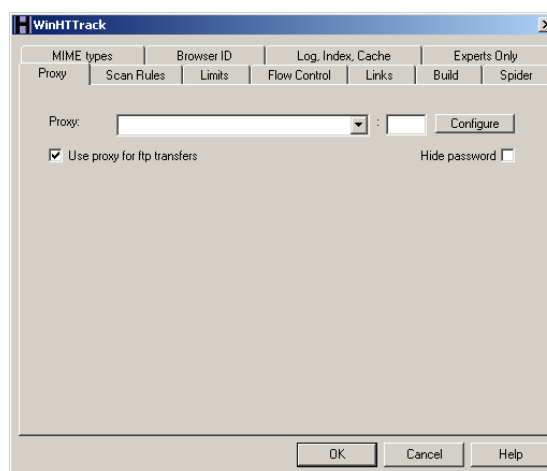 WinHTTrack
MIME types Browser ID Log, Index, Cache Experts Only
Proxy Scan Rules Limits Flow Control Links Build Spider
Proxy: : Configure
Use proxy for ftp transfers Hide password
OK Cancel Help